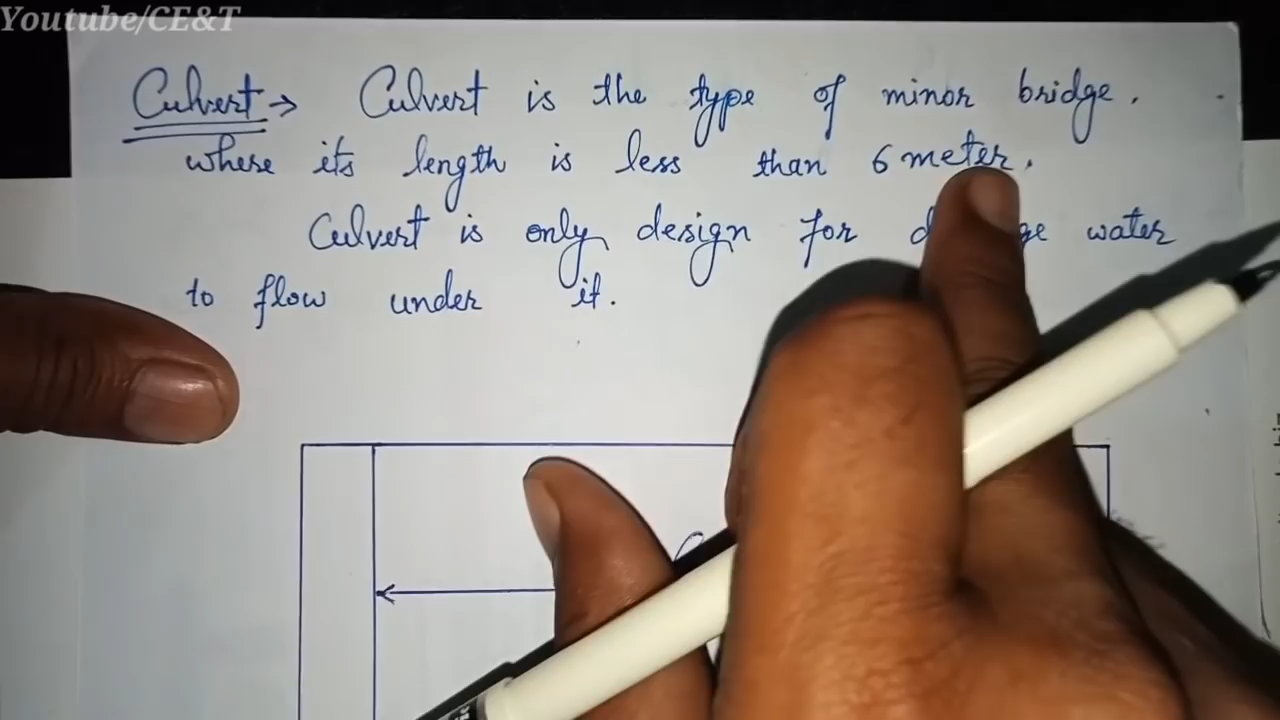 Youtube/CE&T
Culvert → Culvert is the type of minor bridge.
where its length is less than 6 meter.
Culvert is only design for water
to flow under it.